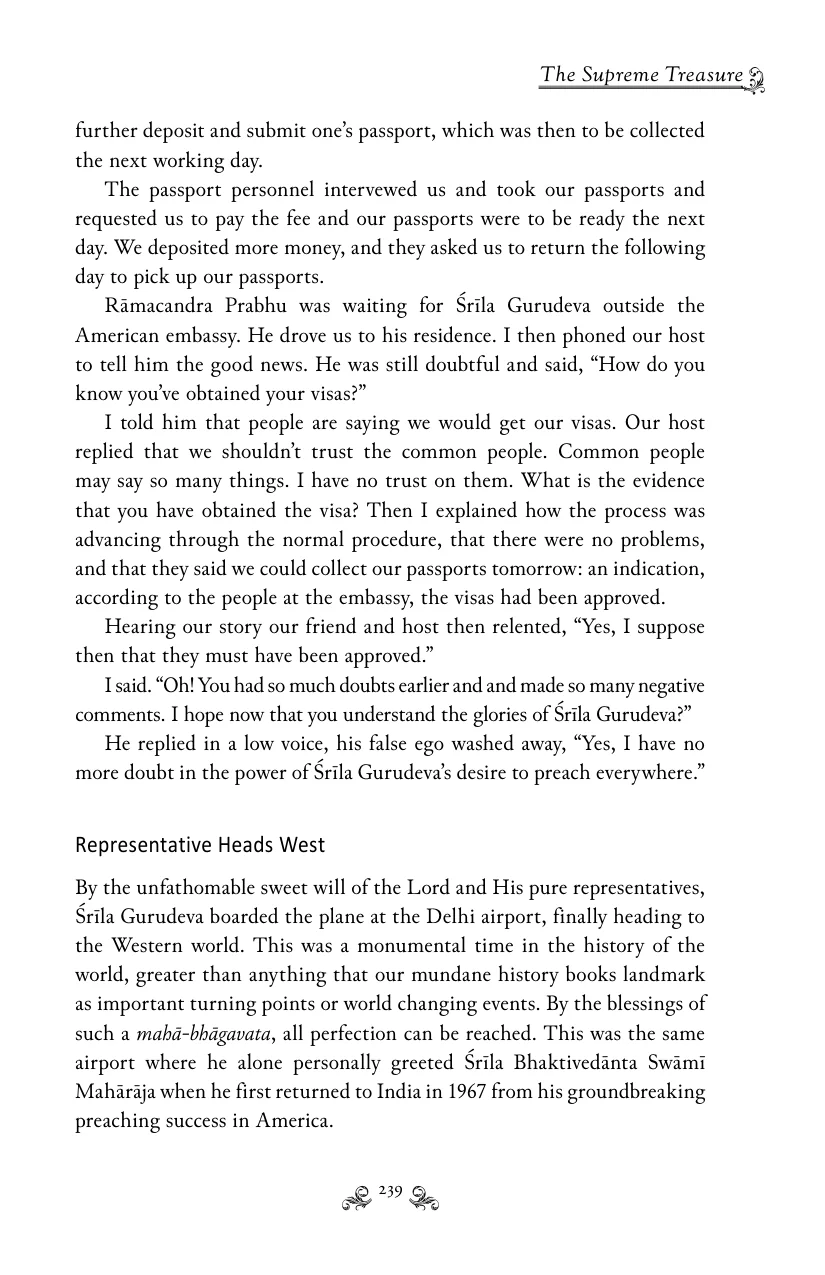 The Supreme Treasure
further deposit and submit one’s passport, which was then to be collected
the next working day.
The passport personnel intervewed us and took our passports and
requested us to pay the fee and our passports were to be ready the next
day. We deposited more money, and they asked us to return the following
day to pick up our passports.
Rāmacandra Prabhu was waiting for Śrīla Gurudeva outside the
American embassy. He drove us to his residence. I then phoned our host
to tell him the good news. He was still doubtful and said, “How do you
know you’ve obtained your visas?”
I told him that people are saying we would get our visas. Our host
replied that we shouldn’t trust the common people. Common people
may say so many things. I have no trust on them. What is the evidence
that you have obtained the visa? Then I explained how the process was
advancing through the normal procedure, that there were no problems,
and that they said we could collect our passports tomorrow: an indication,
according to the people at the embassy, the visas had been approved.
Hearing our story our friend and host then relented, “Yes, I suppose
then that they must have been approved.”
I said. “Oh! You had so much doubts earlier and and made so many negative
comments. I hope now that you understand the glories of Śrīla Gurudeva?”
He replied in a low voice, his false ego washed away, “Yes, I have no
more doubt in the power of Śrīla Gurudeva’s desire to preach everywhere.”
Representative Heads West
By the unfathomable sweet will of the Lord and His pure representatives,
Śrīla Gurudeva boarded the plane at the Delhi airport, finally heading to
the Western world. This was a monumental time in the history of the
world, greater than anything that our mundane history books landmark
as important turning points or world changing events. By the blessings of
such a mahā-bhāgavata, all perfection can be reached. This was the same
airport where he alone personally greeted Śrīla Bhaktivedānta Swāmī
Mahārāja when he first returned to India in 1967 from his groundbreaking
preaching success in America.
239